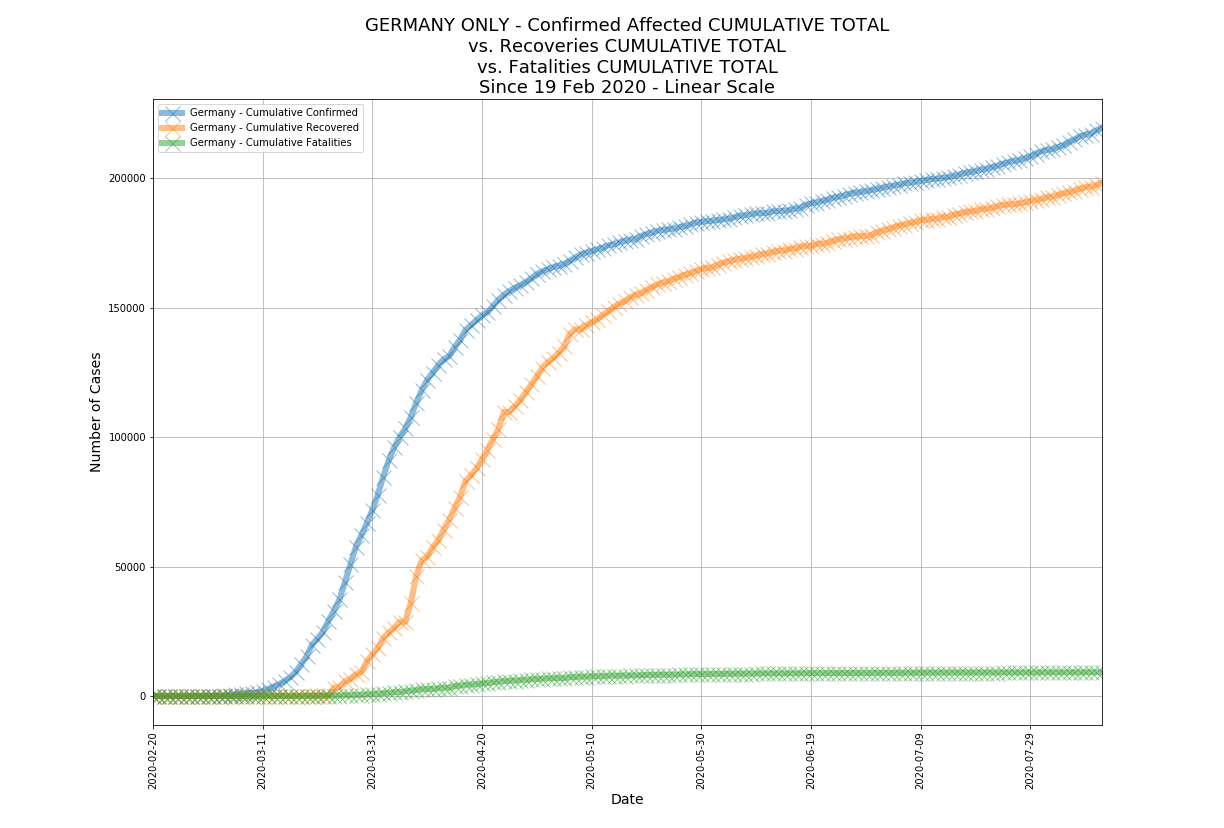 GERMANY ONLY - Confirmed Affected CUMULATIVE TOTAL
vs. Recoveries CUMULATIVE TOTAL
vs. Fatalities CUMULATIVE TOTAL
Since 19 Feb 2020 - Linear Scale
Germany - Cumulative Confirmed
Germany - Cumulative Recovered
Germany - Cumulative Fatalities
Number of Cases
200000
150000
100000
50000
0
2020-02-20
2020-03-11
2020-03-31
2020-04-20
2020-05-10
2020-05-30
2020-06-19
2020-07-09
2020-07-29
Date